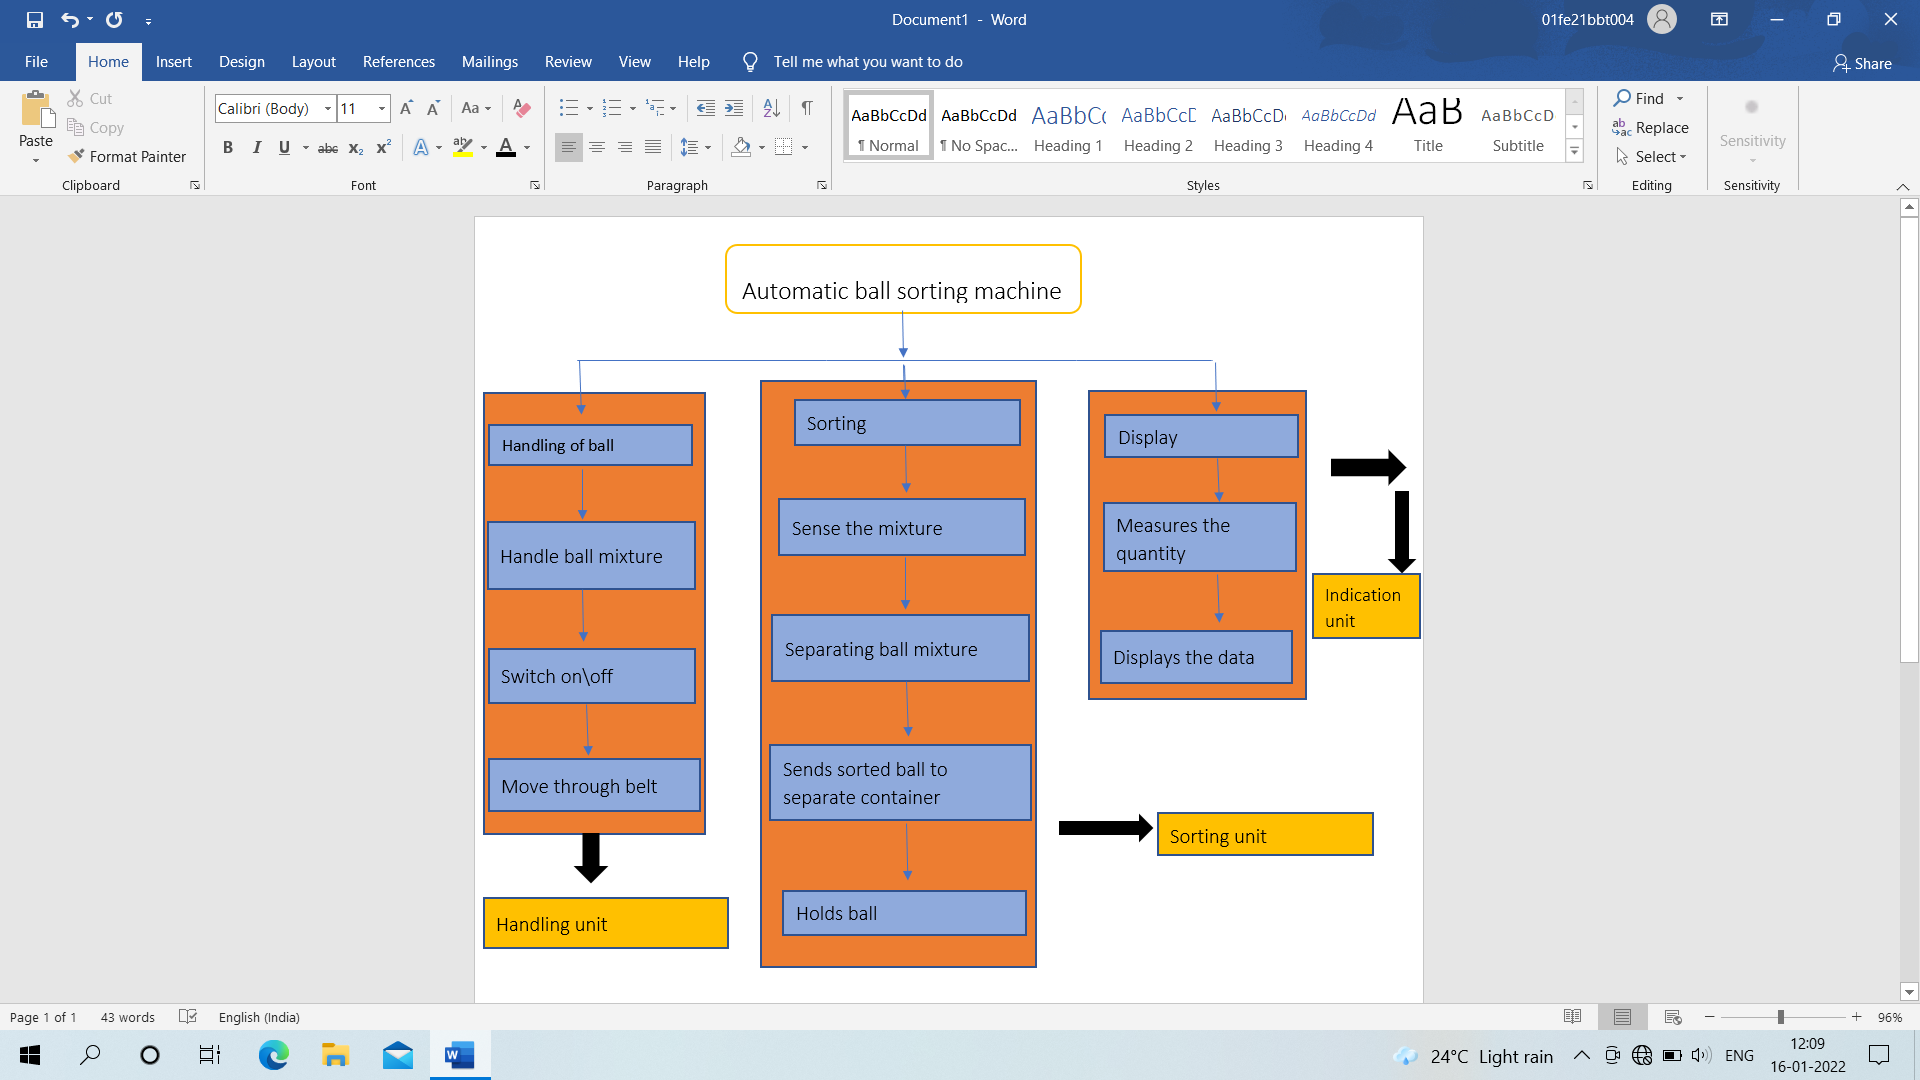 Document1 - Word
01fe21bbt004
File Home Insert Design Layout References Mailings Review View Help Tell me what you want to do
Share
Paste
Cut
Copy
Format Painter
Clipboard
Calibri (Body) 11
Font
Paragraph
AaBbCcDd AaBbCcDd AaBbCc AaBbCcE AaBbCcD AaBbCcDd AaB AaBbCcD
¶ Normal ¶ No Spac... Heading 1 Heading 2 Heading 3 Heading 4 Title Subtitle
Styles
Find
Replace
Select
Editing
Sensitivity
Sensitivity
Automatic ball sorting machine
Handling of ball
Handle ball mixture
Switch on\off
Move through belt
Handling unit
Sorting
Sense the mixture
Separating ball mixture
Sends sorted ball to
separate container
Holds ball
Sorting unit
Display
Measures the
quantity
Displays the data
Indication
unit
Page 1 of 1 43 words English (India)
96%
24°C Light rain
ENG
12:09
16-01-2022